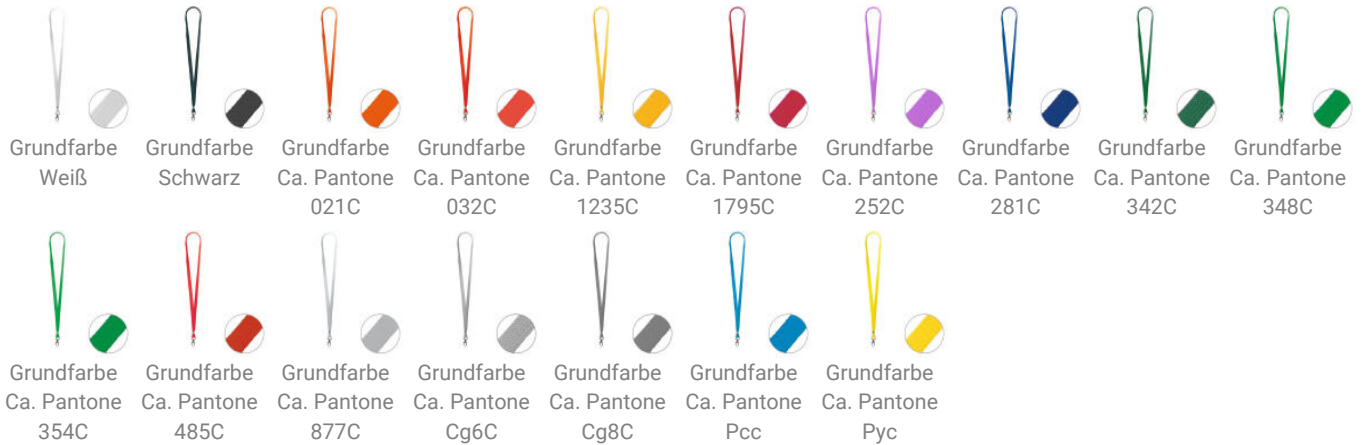 Grundfarbe
Weiß
Grundfarbe
Schwarz
Grundfarbe
Ca. Pantone
021C
Grundfarbe
Ca. Pantone
032C
Grundfarbe
Ca. Pantone
1235C
Grundfarbe
Ca. Pantone
1795C
Grundfarbe
Ca. Pantone
252C
Grundfarbe
Ca. Pantone
281C
Grundfarbe
Ca. Pantone
342C
Grundfarbe
Ca. Pantone
348C
Grundfarbe
Ca. Pantone
354C
Grundfarbe
Ca. Pantone
485C
Grundfarbe
Ca. Pantone
877C
Grundfarbe
Ca. Pantone
Cg6C
Grundfarbe
Ca. Pantone
Cg8C
Grundfarbe
Ca. Pantone
Pcc
Grundfarbe
Ca. Pantone
Pyc